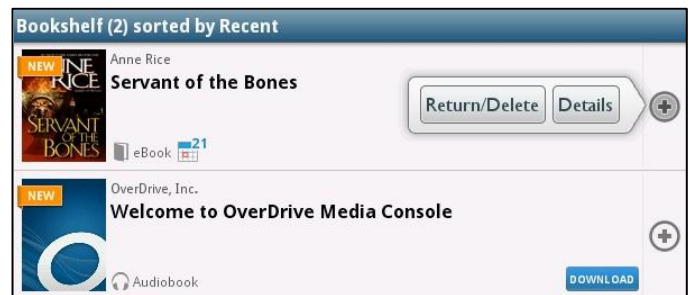 Bookshelf (2) sorted by Recent
NEW
ANNE
RICE
SERVANT
OF THE
BONES
Anne Rice
Servant of the Bones
eBook 21
Return/Delete Details
NEW
OverDrive, Inc.
Welcome to OverDrive Media Console
Audiobook
DOWNLOAD